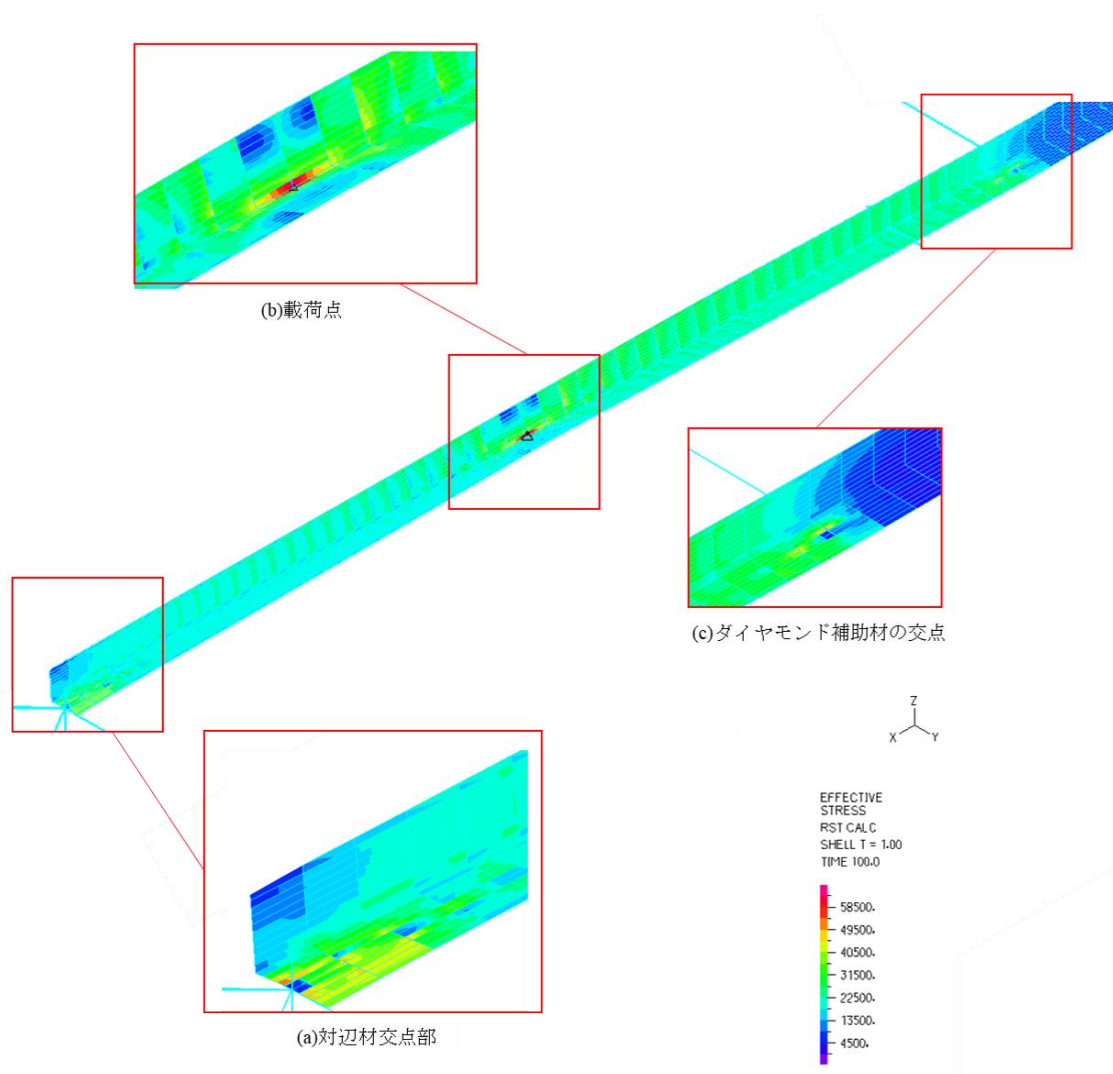 (b)載荷点
(c)ダイヤモンド補助材の交点
(a)対辺材交点部
Z
X
Y
EFFECTIVE
STRESS
RST CALC
SHELL T = 1.00
TIME 100.0
58500.
49500.
40500.
31500.
22500.
13500.
4500.